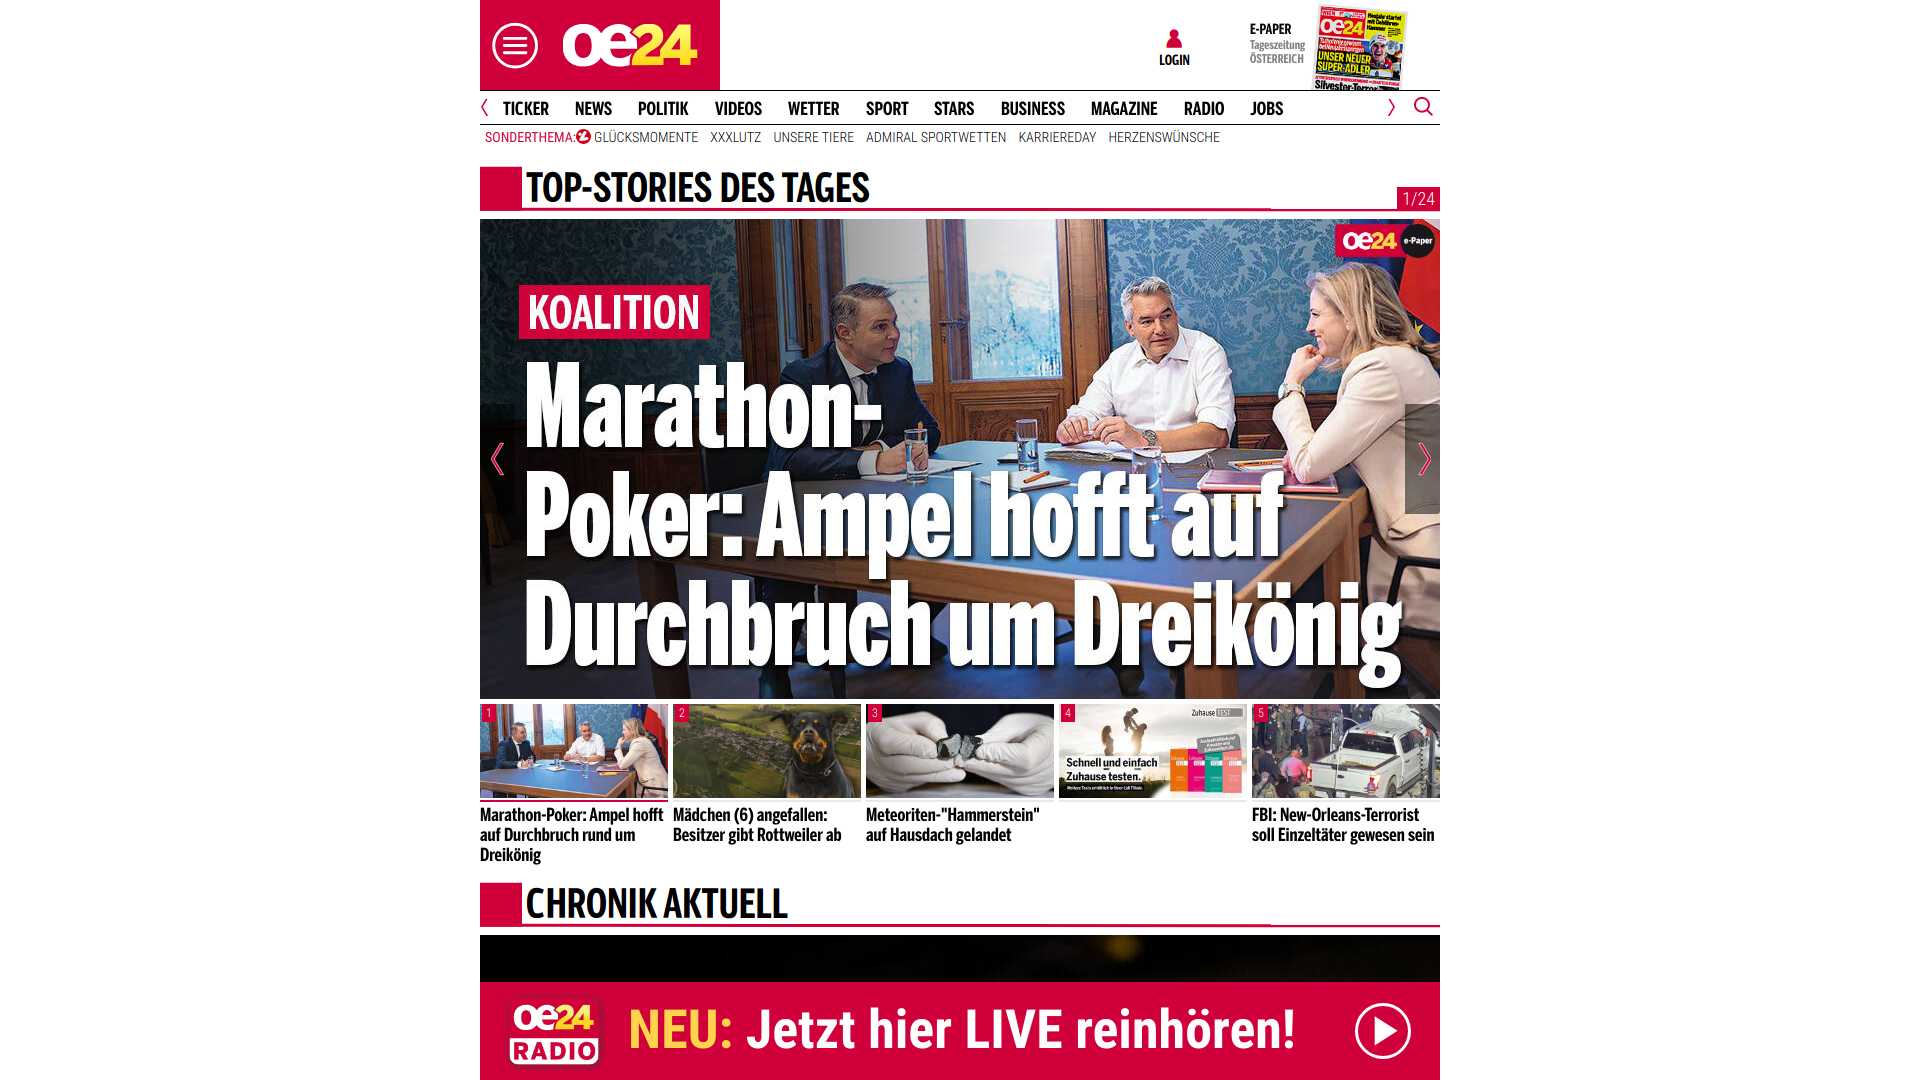 oe24
LOGIN
E-PAPER
Tageszeitung
ÖSTERREICH
oe24
UNSER NEUER
SUPER-ADLER
TICKER NEWS POLITIK VIDEOS WETTER SPORT STARS BUSINESS MAGAZINE RADIO JOBS
SONDERTHEMA: GLÜCKSMOMENTE XXXLUTZ UNSERE TIERE ADMIRAL SPORTWETTEN KARRIEREDAY HERZENSWÜNSCHE
TOP-STORIES DES TAGES
1/24
oe24 e-Paper
KOALITION
Marathon-
Poker: Ampel hofft auf
Durchbruch um Dreikönig
1
2
3
4
5
Zuhause TEST
Schnell und einfach
Zuhause testen.
Marathon-Poker: Ampel hofft
auf Durchbruch rund um
Dreikönig
Mädchen (6) angefallen:
Besitzer gibt Rottweiler ab
Meteoriten-"Hammerstein"
auf Hausdach gelandet
FBI: New-Orleans-Terrorist
soll Einzeltäter gewesen sein
CHRONIK AKTUELL
oe24
RADIO
NEU: Jetzt hier LIVE reinhören!